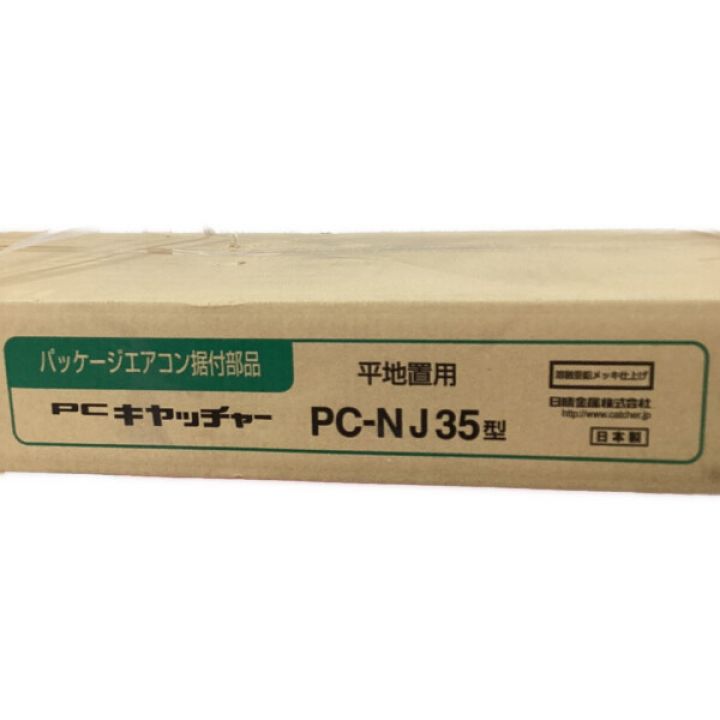 パッケージエアコン据付部品
PCキヤッチャー
平地置用
PC-NJ35型
溶融亜鉛メッキ仕上げ
日晴金属株式会社
http://www.catcher.jp
日本製